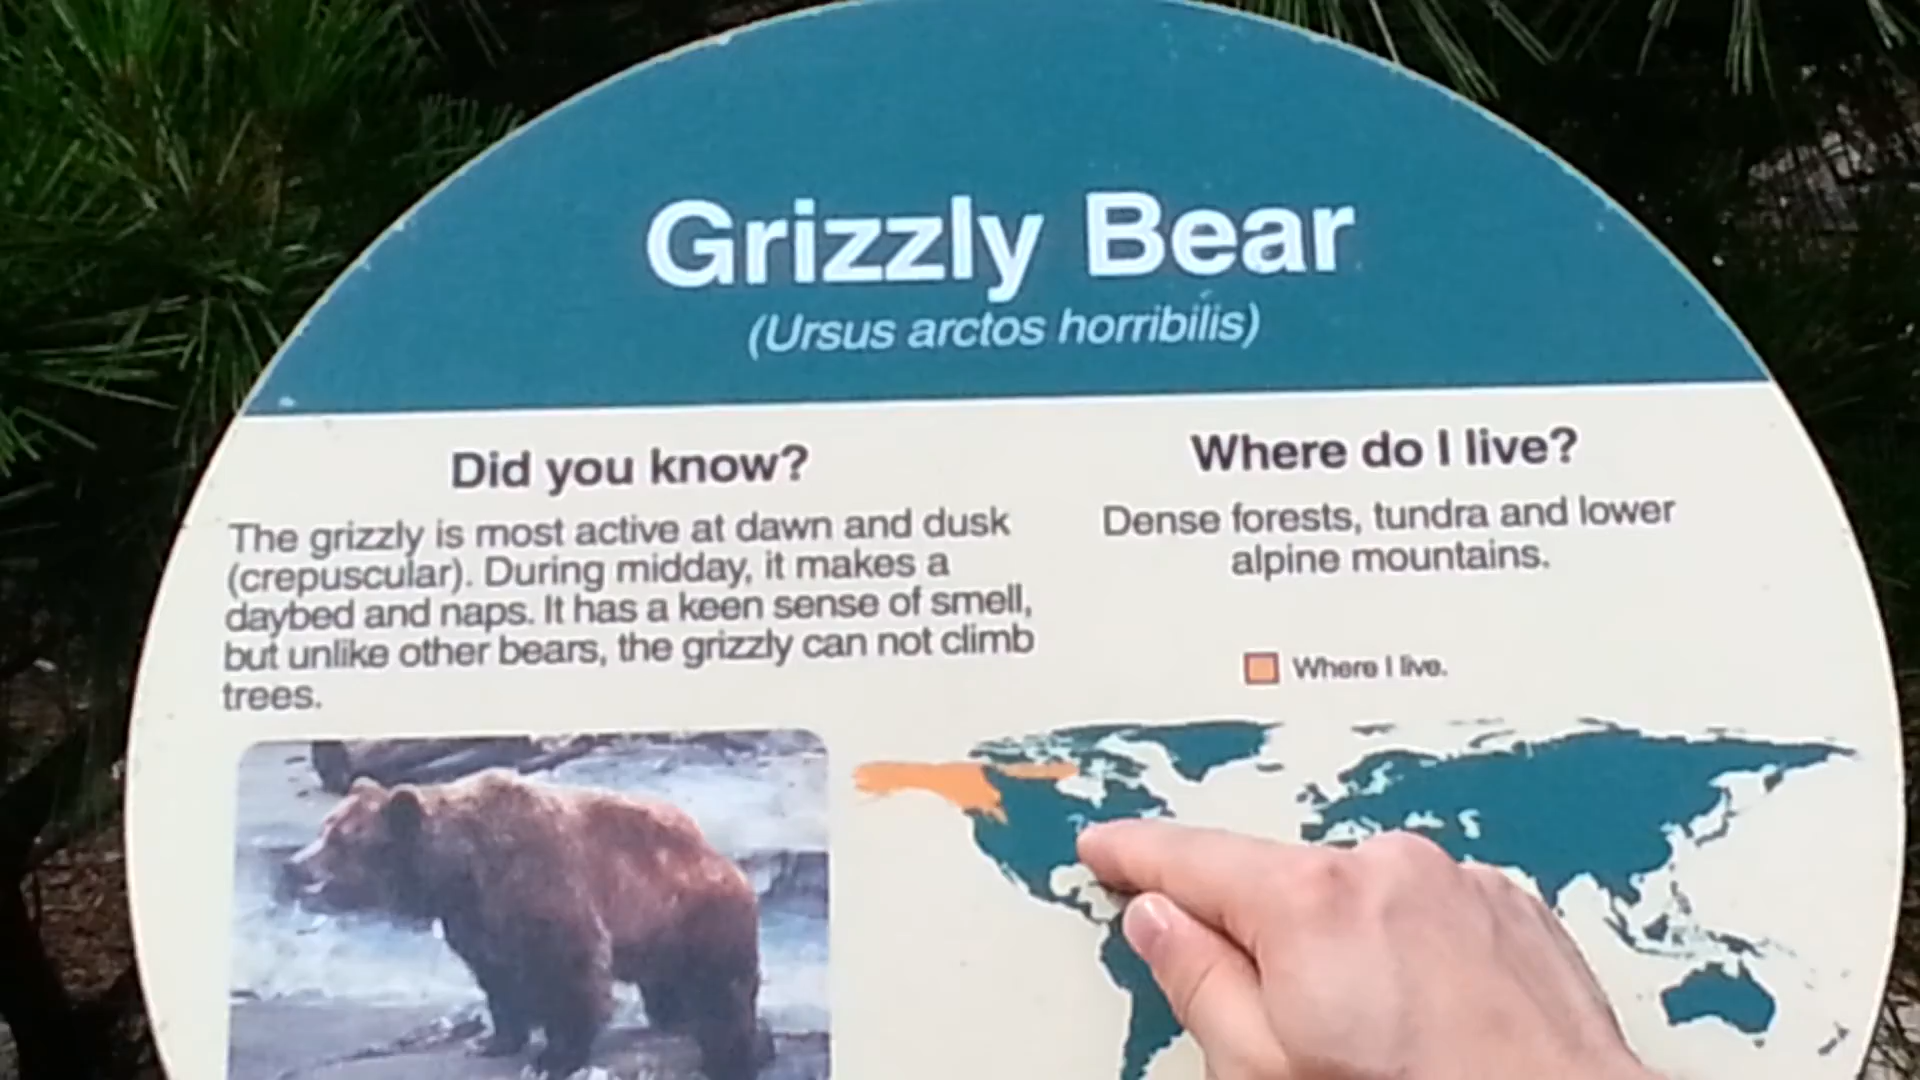 Grizzly Bear
(Ursus arctos horribilis)
Did you know?
The grizzly is most active at dawn and dusk
(crepuscular). During midday, it makes a
daybed and naps. It has a keen sense of smell,
but unlike other bears, the grizzly can not climb
trees.
Where do I live?
Dense forests, tundra and lower
alpine mountains.
Where I live.